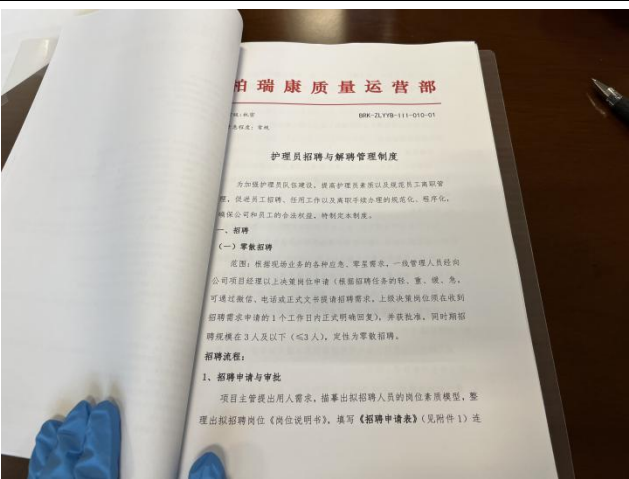 柏瑞康质量运营部
BRK-ZLYYB-III-010-01
程度：常规
护理员招聘与解聘管理制度
为加强护理员队伍建设，提高护理员素质以及规范员工离职管
理，促进员工招聘、任用工作以及离职手续办理的规范化、程序化，
确保公司和员工的合法权益，特制定本制度。
一、招聘
（一）零散招聘
范围：根据现场业务的各种应急、零星需求，一线管理人员经向
公司项目经理以上决策岗位申请（根据招聘任务的轻、重、缓、急，
可通过微信、电话或正式文书提请招聘需求，上级决策岗位须在收到
招聘需求申请的1个工作日内正式明确回复），并获批准，同时期招
聘规模在3人及以下（≤3人），定性为零散招聘。
招聘流程：
1、招聘申请与审批
项目主管提出用人需求，描摹出拟招聘人员的岗位素质模型，整
理出拟招聘岗位《岗位说明书》，填写《招聘申请表》（见附件1）连